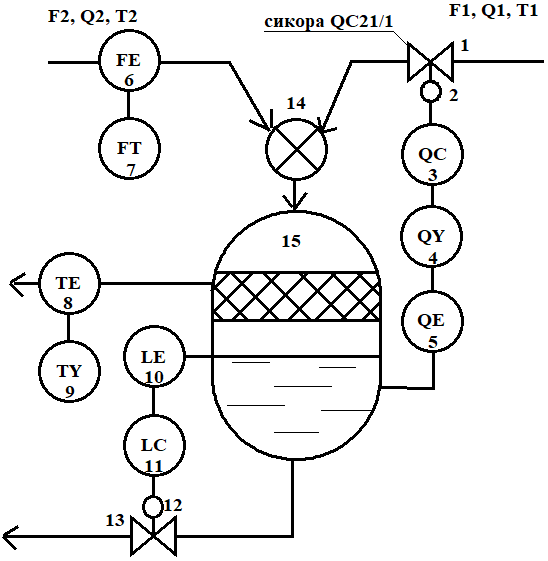 F2, Q2, T2
сикора QC21/1
F1, Q1, T1
1
FE
6
2
14
FT
7
QC
3
15
QY
4
TE
8
QE
5
LE
10
TY
9
LC
11
12
13